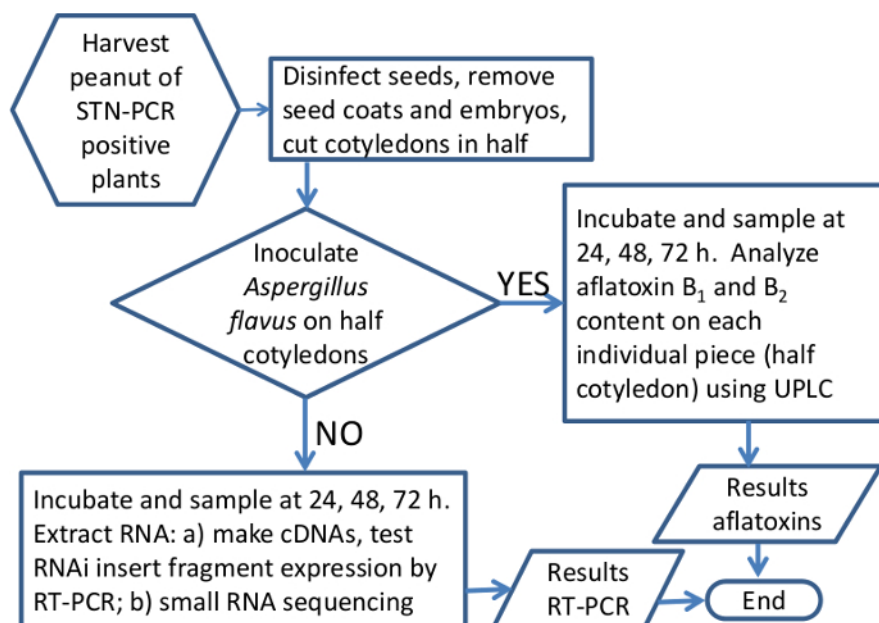 Harvest
peanut of
STN-PCR
positive
plants
Disinfect seeds, remove
seed coats and embryos,
cut cotyledons in half
Inoculate
Aspergillus
flavus on half
cotyledons
YES
Incubate and sample at
24, 48, 72 h. Analyze
aflatoxin B₁ and B₂
content on each
individual piece (half
cotyledon) using UPLC
NO
Incubate and sample at 24, 48, 72 h.
Extract RNA: a) make cDNAs, test
RNAi insert fragment expression by
RT-PCR; b) small RNA sequencing
Results
aflatoxins
Results
RT-PCR
End